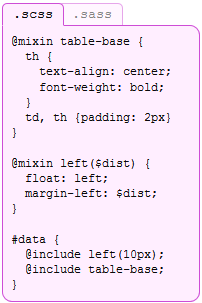 .scss .sass
@mixin table-base {
  th {
    text-align: center;
    font-weight: bold;
  }
  td, th {padding: 2px}
}

@mixin left($dist) {
  float: left;
  margin-left: $dist;
}

#data {
  @include left(10px);
  @include table-base;
}